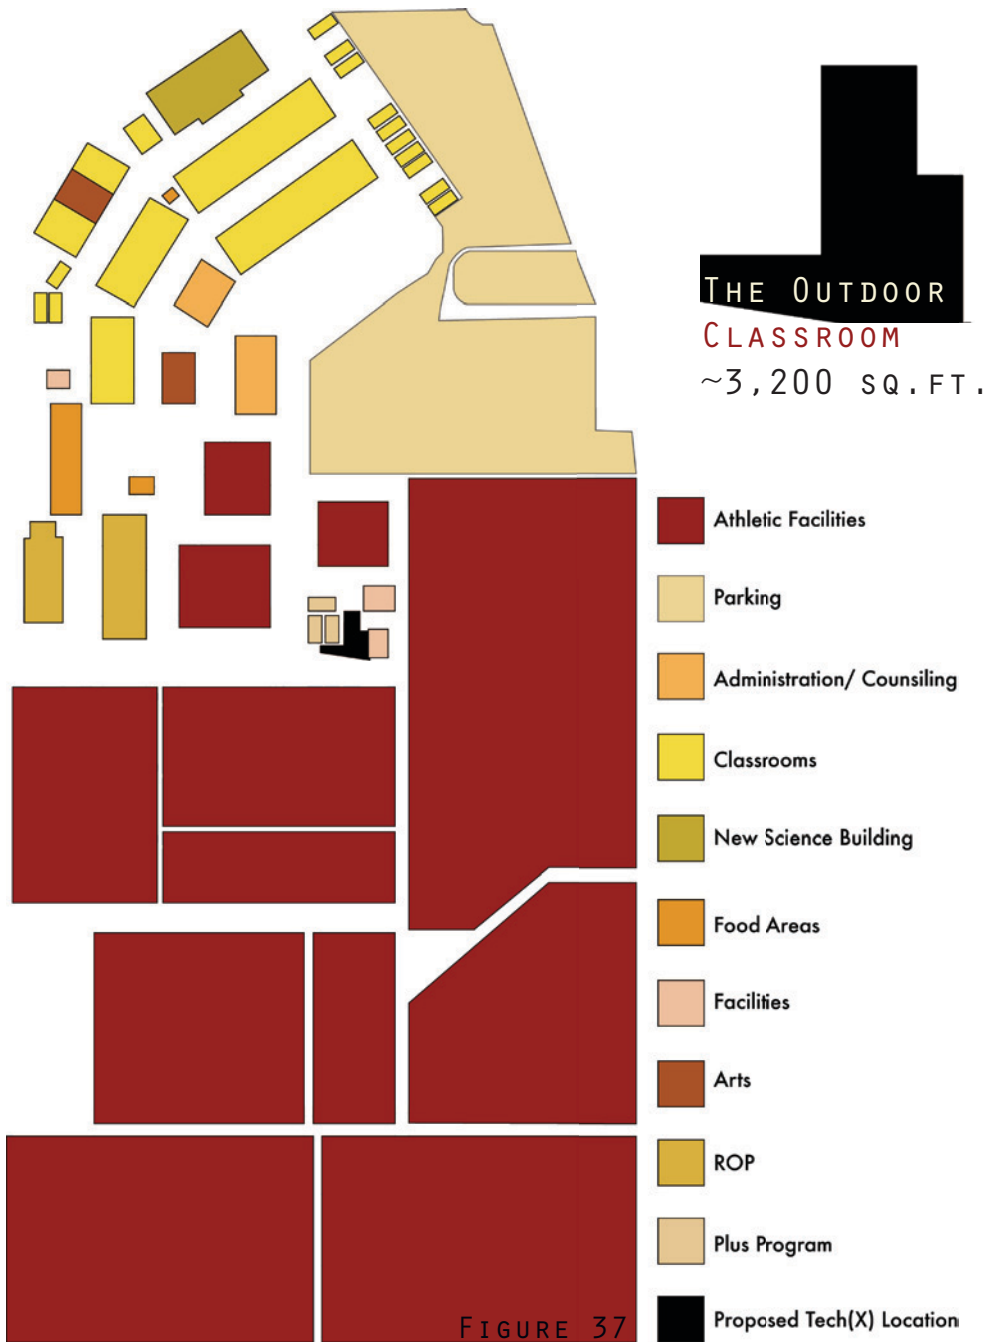 THE OUTDOOR
CLASSROOM
~3,200 SQ.FT.
Athletic Facilities
Parking
Administration/ Counsiling
Classrooms
New Science Building
Food Areas
Facilities
Arts
ROP
Plus Program
Proposed Tech(X) Location
FIGURE 37